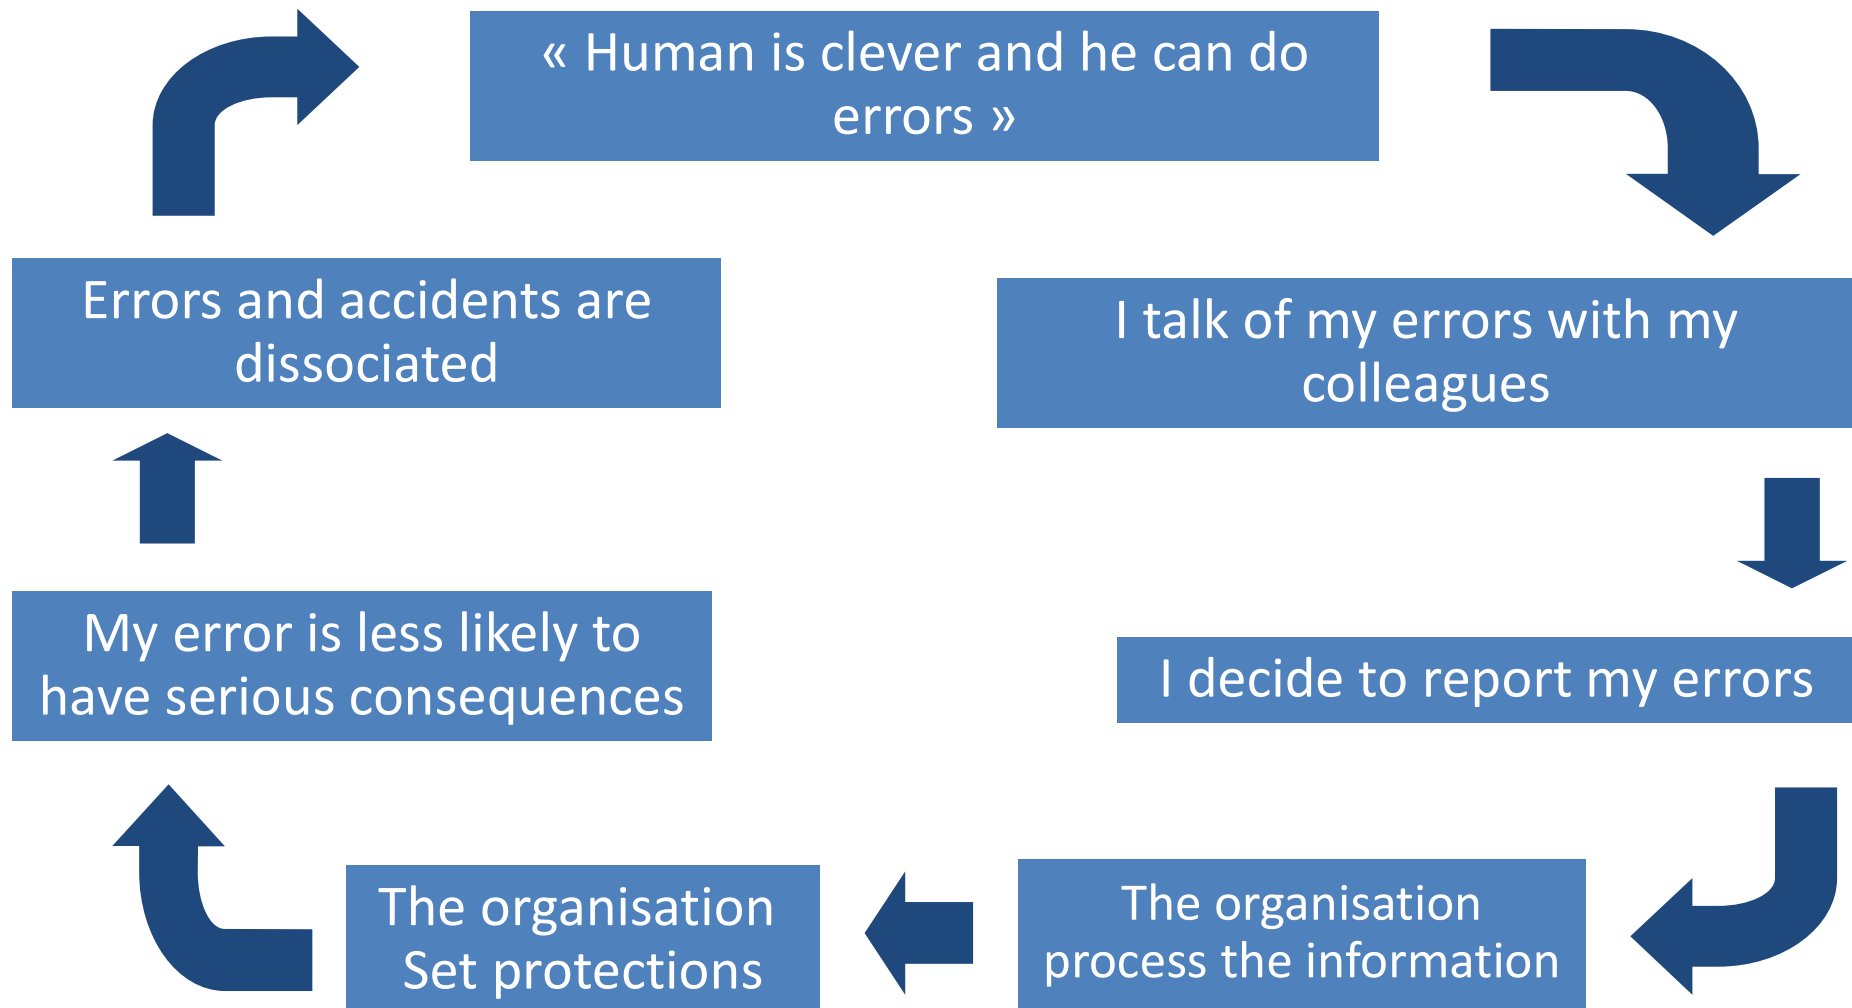 « Human is clever and he can do
errors »
I talk of my errors with my
colleagues
I decide to report my errors
The organisation
process the information
The organisation
Set protections
My error is less likely to
have serious consequences
Errors and accidents are
dissociated